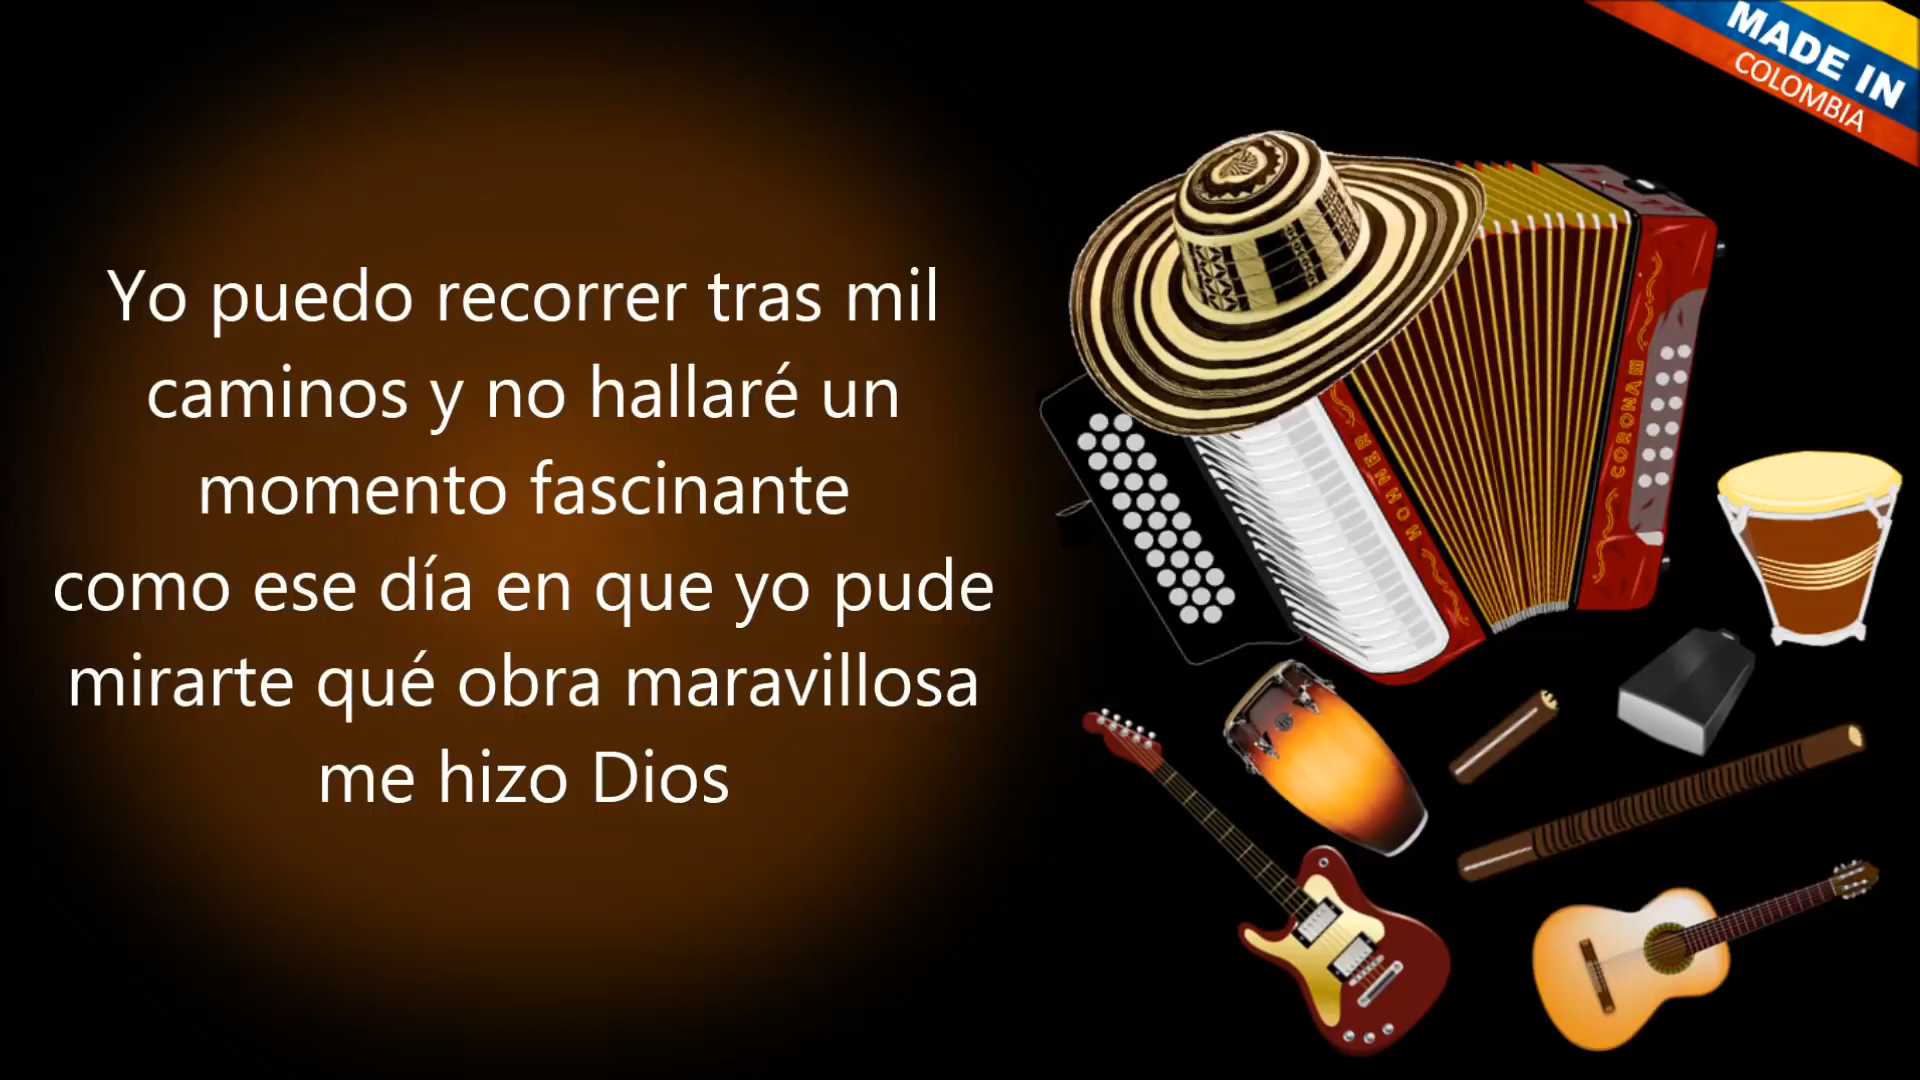 MADE IN
COLOMBIA
Yo puedo recorrer tras mil
caminos y no hallaré un
momento fascinante
como ese día en que yo pude
mirarte qué obra maravillosa
me hizo Dios
HOHNER
CORONA III